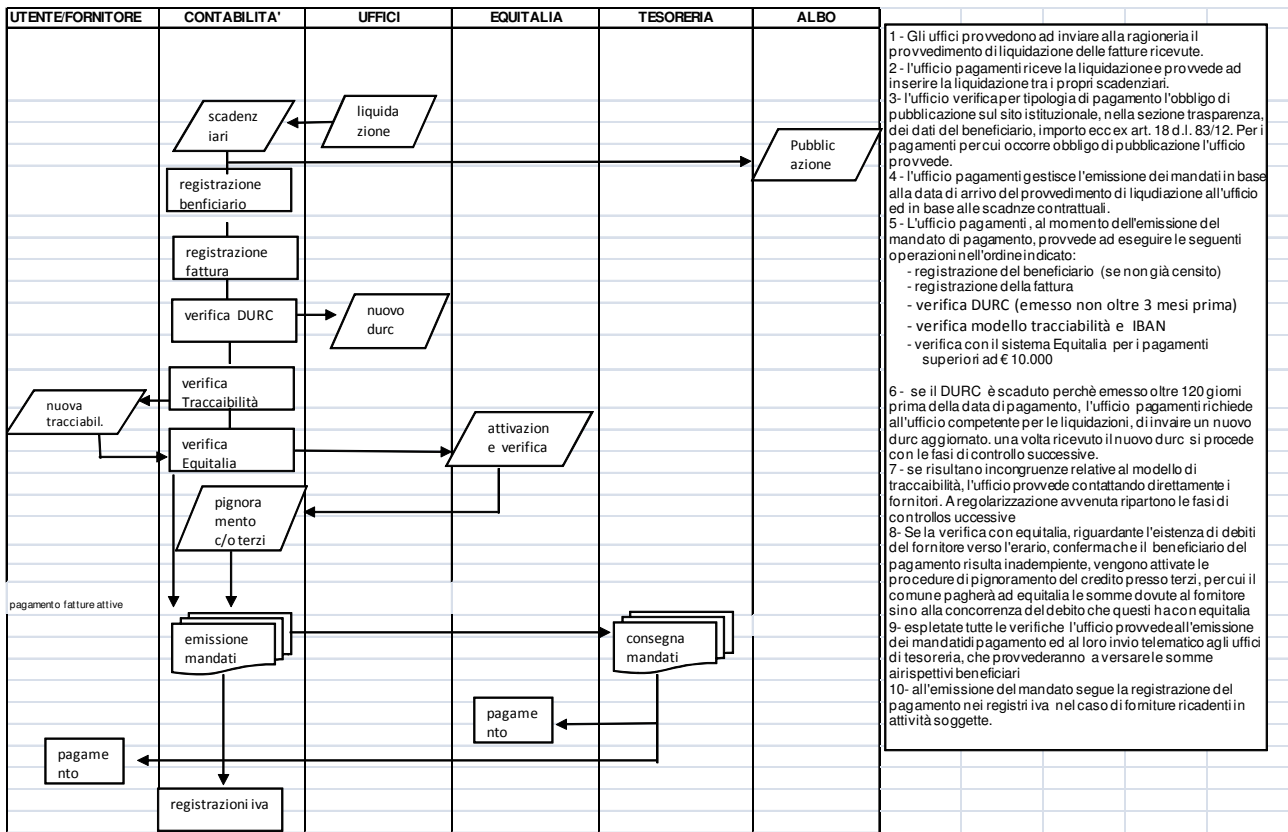 UTENTE/FORNITORE CONTABILITA' UFFICI EQUITALIA TESORERIA ALBO
scadenz
iari
liquida
zione
Pubblic
azione
registrazione
benficiario
registrazione
fattura
verifica DURC
nuovo
durc
verifica
Traccaibilità
nuova
tracciabil.
verifica
Equitalia
attivazion
e verifica
pignora
mento
c/o terzi
pagamento fatture attive
emissione
mandati
consegna
mandati
pagame
nto
pagame
nto
registrazioni iva
1 - Gli uffici provvedono ad inviare alla ragioneria il
provvedimento di liquidazione delle fatture ricevute.
2 - l'ufficio pagamenti riceve la liquidazione e provvede ad
inserire la liquidazione tra i propri scadenziari.
3- l'ufficio verifica per tipologia di pagamento l'obbligo di
pubblicazione sul sito istituzionale, nella sezione trasparenza,
dei dati del beneficiario, importo ecc ex art. 18 d.l. 83/12. Per i
pagamenti per cui occorre obbligo di pubblicazione l'ufficio
provvede.
4 - l'ufficio pagamenti gestisce l'emissione dei mandati in base
alla data di arrivo del provvedimento di liqudiazione all'ufficio
ed in base alle scadnze contrattuali.
5 - L'ufficio pagamenti, al momento dell'emissione del
mandato di pagamento, provvede ad eseguire le seguenti
operazioni nell'ordine indicato:
- registrazione del beneficiario (se non già censito)
- registrazione della fattura
- verifica DURC (emesso non oltre 3 mesi prima)
- verifica modello tracciabilità e IBAN
- verifica con il sistema Equitalia per i pagamenti
superiori ad € 10.000
6 - se il DURC è scaduto perchè emesso oltre 120 giorni
prima della data di pagamento, l'ufficio pagamenti richiede
all'ufficio competente per le liquidazioni, di invaire un nuovo
durc aggiornato. una volta ricevuto il nuovo durc si procede
con le fasi di controllo successive.
7 - se risultano incongruenze relative al modello di
traccaibilità, l'ufficio provvede contattando direttamente i
fornitori. A regolarizzazione avvenuta ripartono le fasi di
controllos uccessive
8- Se la verifica con equitalia, riguardante l'eistenza di debiti
del fornitore verso l'erario, conferma che il beneficiario del
pagamento risulta inadempiente, vengono attivate le
procedure di pignoramento del credito presso terzi, per cui il
comune pagherà ad equitalia le somme dovute al fornitore
sino alla concorrenza del debito che questi ha con equitalia
9- espletate tutte le verifiche l'ufficio provvede all'emissione
dei mandatidi pagamento ed al loro invio telematico agli uffici
di tesoreria, che provvederanno a versare le somme
airispettivi beneficiari
10- all'emissione del mandato segue la registrazione del
pagamento nei registri iva nel caso di forniture ricadenti in
attività soggette.